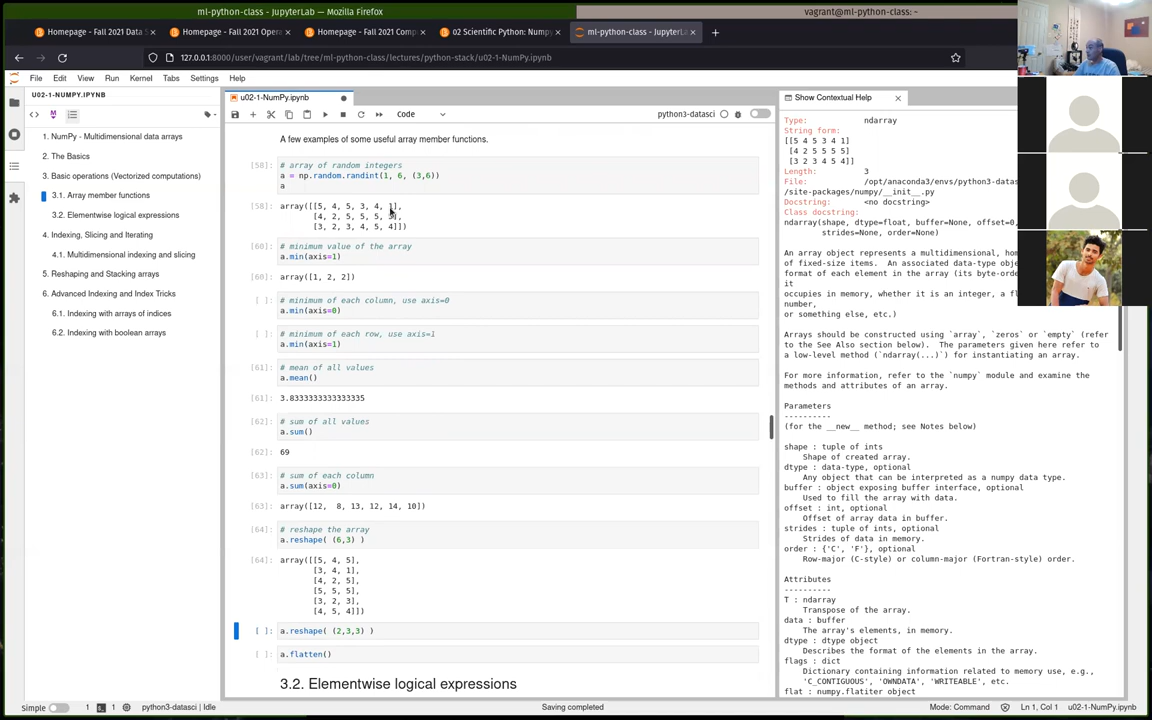 ml-python-class - JupyterLab — Mozilla Firefox
vagrant@ml-python-class: ~
Homepage - Fall 2021 Data S
Homepage - Fall 2021 Opera
Homepage - Fall 2021 Comp
02 Scientific Python: Nump
ml-python-class - JupyterLa
127.0.0.1:8000/user/vagrant/lab/tree/ml-python-class/lectures/python-stack/u02-1-NumPy.ipynb
File Edit View Run Kernel Tabs Settings Help
U02-1-NUMPY.IPYNB
1. NumPy - Multidimensional data arrays
2. The Basics
3. Basic operations (Vectorized computations)
3.1. Array member functions
3.2. Elementwise logical expressions
4. Indexing, Slicing and Iterating
4.1. Multidimensional indexing and slicing
5. Reshaping and Stacking arrays
6. Advanced Indexing and Index Tricks
6.1. Indexing with arrays of indices
6.2. Indexing with boolean arrays
u02-1-NumPy.ipynb
Code
python3-datasci
A few examples of some useful array member functions.
[58]: # array of random integers
a = np.random.randint(1, 6, (3,6))
a
[58]: array([[5, 4, 5, 3, 4, 1],
[4, 2, 5, 5, 5, 5],
[3, 2, 3, 4, 5, 4]])
[60]: # minimum value of the array
a.min(axis=1)
[60]: array([1, 2, 2])
[ ]: # minimum of each column, use axis=0
a.min(axis=0)
[ ]: # minimum of each row, use axis=1
a.min(axis=1)
[61]: # mean of all values
a.mean()
[61]: 3.8333333333333335
[62]: # sum of all values
a.sum()
[62]: 69
[63]: # sum of each column
a.sum(axis=0)
[63]: array([12, 8, 13, 12, 14, 10])
[64]: # reshape the array
a.reshape( (6,3) )
[64]: array([[5, 4, 5],
[3, 4, 1],
[4, 2, 5],
[5, 5, 5],
[3, 2, 3],
[4, 5, 4]])
[ ]: a.reshape( (2,3,3) )
[ ]: a.flatten()
3.2. Elementwise logical expressions
Show Contextual Help
Type: ndarray
String form:
[[5 4 5 3 4 1]
[4 2 5 5 5 5]
[3 2 3 4 5 4]]
Length: 3
File: /opt/anaconda3/envs/python3-datas
/site-packages/numpy/__init__.py
Docstring: <no docstring>
Class docstring:
ndarray(shape, dtype=float, buffer=None, offset=0,
strides=None, order=None)
An array object represents a multidimensional, hom
of fixed-size items. An associated data-type obje
format of each element in the array (its byte-orde
it
occupies in memory, whether it is an integer, a fl
number,
or something else, etc.)
Arrays should be constructed using `array`, `zeros` or `empty` (refer
to the See Also section below). The parameters given here refer to
a low-level method (`ndarray(...)`) for instantiating an array.
For more information, refer to the `numpy` module and examine the
methods and attributes of an array.
Parameters
----------
(for the __new__ method; see Notes below)
shape : tuple of ints
Shape of created array.
dtype : data-type, optional
Any object that can be interpreted as a numpy data type.
buffer : object exposing buffer interface, optional
Used to fill the array with data.
offset : int, optional
Offset of array data in buffer.
strides : tuple of ints, optional
Strides of data in memory.
order : {'C', 'F'}, optional
Row-major (C-style) or column-major (Fortran-style) order.
Attributes
----------
T : ndarray
Transpose of the array.
data : buffer
The array's elements, in memory.
dtype : dtype object
Describes the format of the elements in the array.
flags : dict
Dictionary containing information related to memory use, e.g.,
'C_CONTIGUOUS', 'OWNDATA', 'WRITEABLE', etc.
flat : numpy.flatiter object
Simple
1
1
python3-datasci | Idle
Saving completed
Mode: Command
Ln 1, Col 1
u02-1-NumPy.ipynb